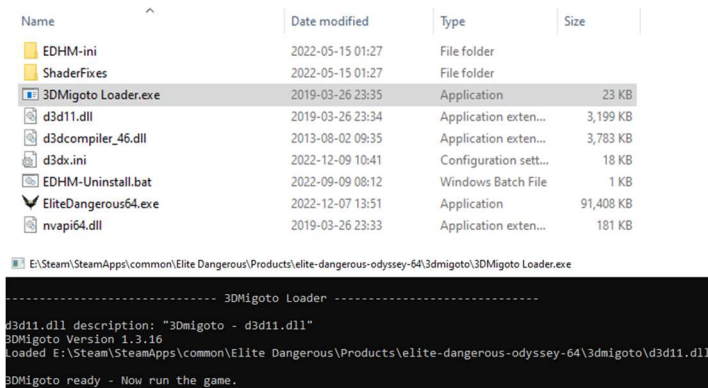 Name Date modified Type Size
EDHM-ini 2022-05-15 01:27 File folder
ShaderFixes 2022-05-15 01:27 File folder
3DMigoto Loader.exe 2019-03-26 23:35 Application 23 KB
d3d11.dll 2019-03-26 23:34 Application exten... 3,199 KB
d3dcompiler_46.dll 2013-08-02 09:35 Application exten... 3,783 KB
d3dx.ini 2022-12-09 10:41 Configuration sett... 18 KB
EDHM-Uninstall.bat 2022-09-09 08:12 Windows Batch File 1 KB
EliteDangerous64.exe 2022-12-07 13:51 Application 91,408 KB
nvapi64.dll 2019-03-26 23:33 Application exten... 181 KB
E:\Steam\SteamApps\common\Elite Dangerous\Products\elite-dangerous-odyssey-64\3dmigoto\3DMigoto Loader.exe
------------------------------- 3DMigoto Loader ------------------------------
d3d11.dll description: "3Dmigoto - d3d11.dll"
3DMigoto Version 1.3.16
Loaded E:\Steam\SteamApps\common\Elite Dangerous\Products\elite-dangerous-odyssey-64\3dmigoto\d3d11.dll
3DMigoto ready - Now run the game.